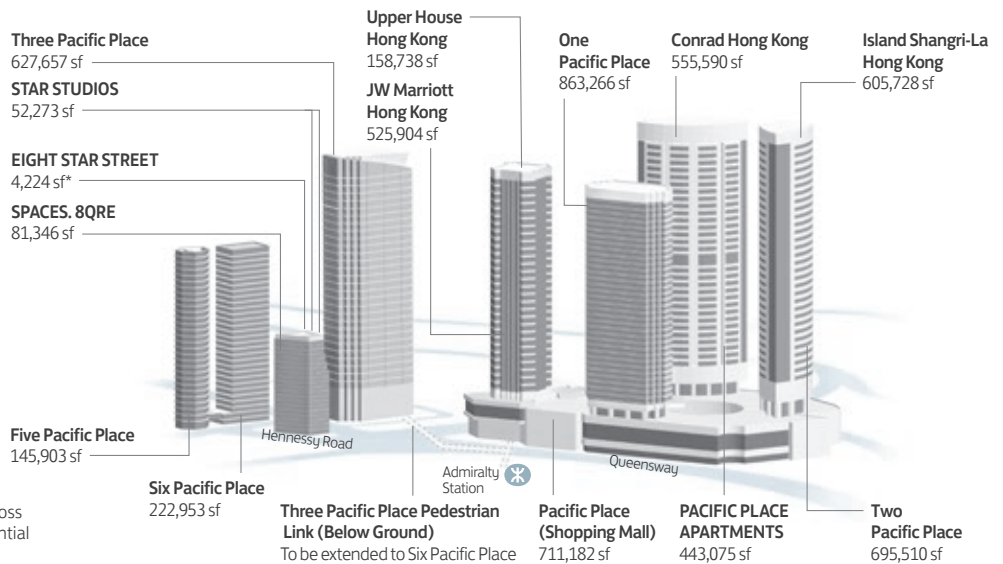 Three Pacific Place
627,657 sf
STAR STUDIOS
52,273 sf
EIGHT STAR STREET
4,224 sf*
SPACES. 8QRE
81,346 sf
Upper House
Hong Kong
158,738 sf
JW Marriott
Hong Kong
525,904 sf
One
Pacific Place
863,266 sf
Conrad Hong Kong
555,590 sf
Island Shangri-La
Hong Kong
605,728 sf
Five Pacific Place
145,903 sf
Hennessy Road
Six Pacific Place
222,953 sf
oss
ntial
Admiralty
Station
Queensway
Three Pacific Place Pedestrian
Link (Below Ground)
To be extended to Six Pacific Place
Pacific Place
(Shopping Mall)
711,182 sf
PACIFIC PLACE
APARTMENTS
443,075 sf
Two
Pacific Place
695,510 sf